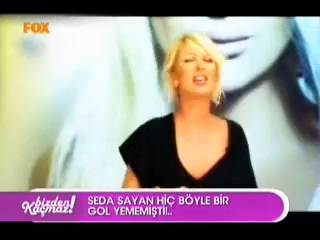 FOX
bizden
Kaçmaz!
SEDA SAYAN HİÇ BÖYLE BİR
GOL YEMEMİŞTİ!..